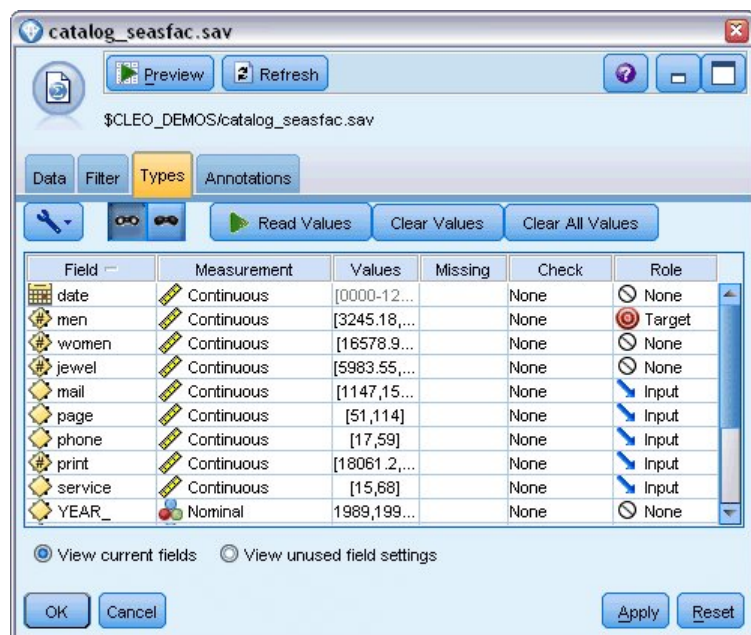 catalog_seasfac.sav
Preview Refresh
$CLEO_DEMOS/catalog_seasfac.sav
Data Filter Types Annotations
Read Values Clear Values Clear All Values
Field Measurement Values Missing Check Role
date Continuous [0000-12... None None
men Continuous [3245.18,... None Target
women Continuous [16578.9... None None
jewel Continuous [5983.55,... None None
mail Continuous [1147,15... None Input
page Continuous [51,114] None Input
phone Continuous [17,59] None Input
print Continuous [18061.2,... None Input
service Continuous [15,68] None Input
YEAR_ Nominal 1989,199... None None
View current fields View unused field settings
OK Cancel Apply Reset